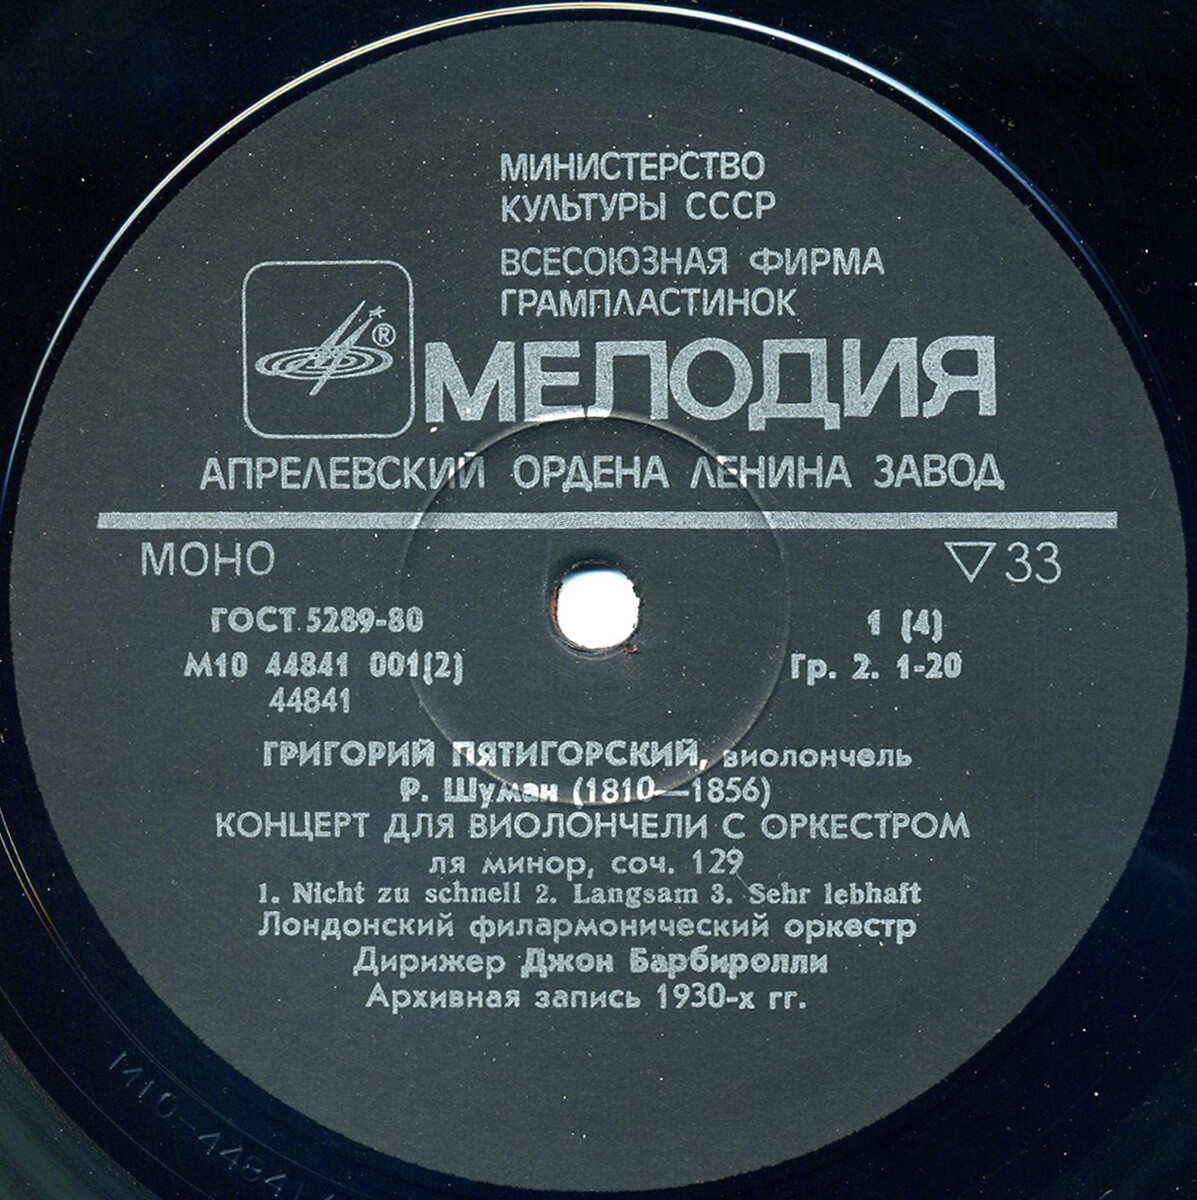 МИНИСТЕРСТВО
КУЛЬТУРЫ СССР
ВСЕСОЮЗНАЯ ФИРМА
ГРАМПЛАСТИНОК
®
МЕЛОДИЯ
АПРЕЛЕВСКИЙ ОРДЕНА ЛЕНИНА ЗАВОД
МОНО ▽33
ГОСТ 5289-80 1 (4)
М10 44841 001(2) Гр. 2. 1-20
44841
ГРИГОРИЙ ПЯТИГОРСКИЙ, виолончель
Р. Шуман (1810—1856)
КОНЦЕРТ ДЛЯ ВИОЛОНЧЕЛИ С ОРКЕСТРОМ
ля минор, соч. 129
1. Nicht zu schnell 2. Langsam 3. Sehr lebhaft
Лондонский филармонический оркестр
Дирижер Джон Барбиролли
Архивная запись 1930-х гг.
М10-44841